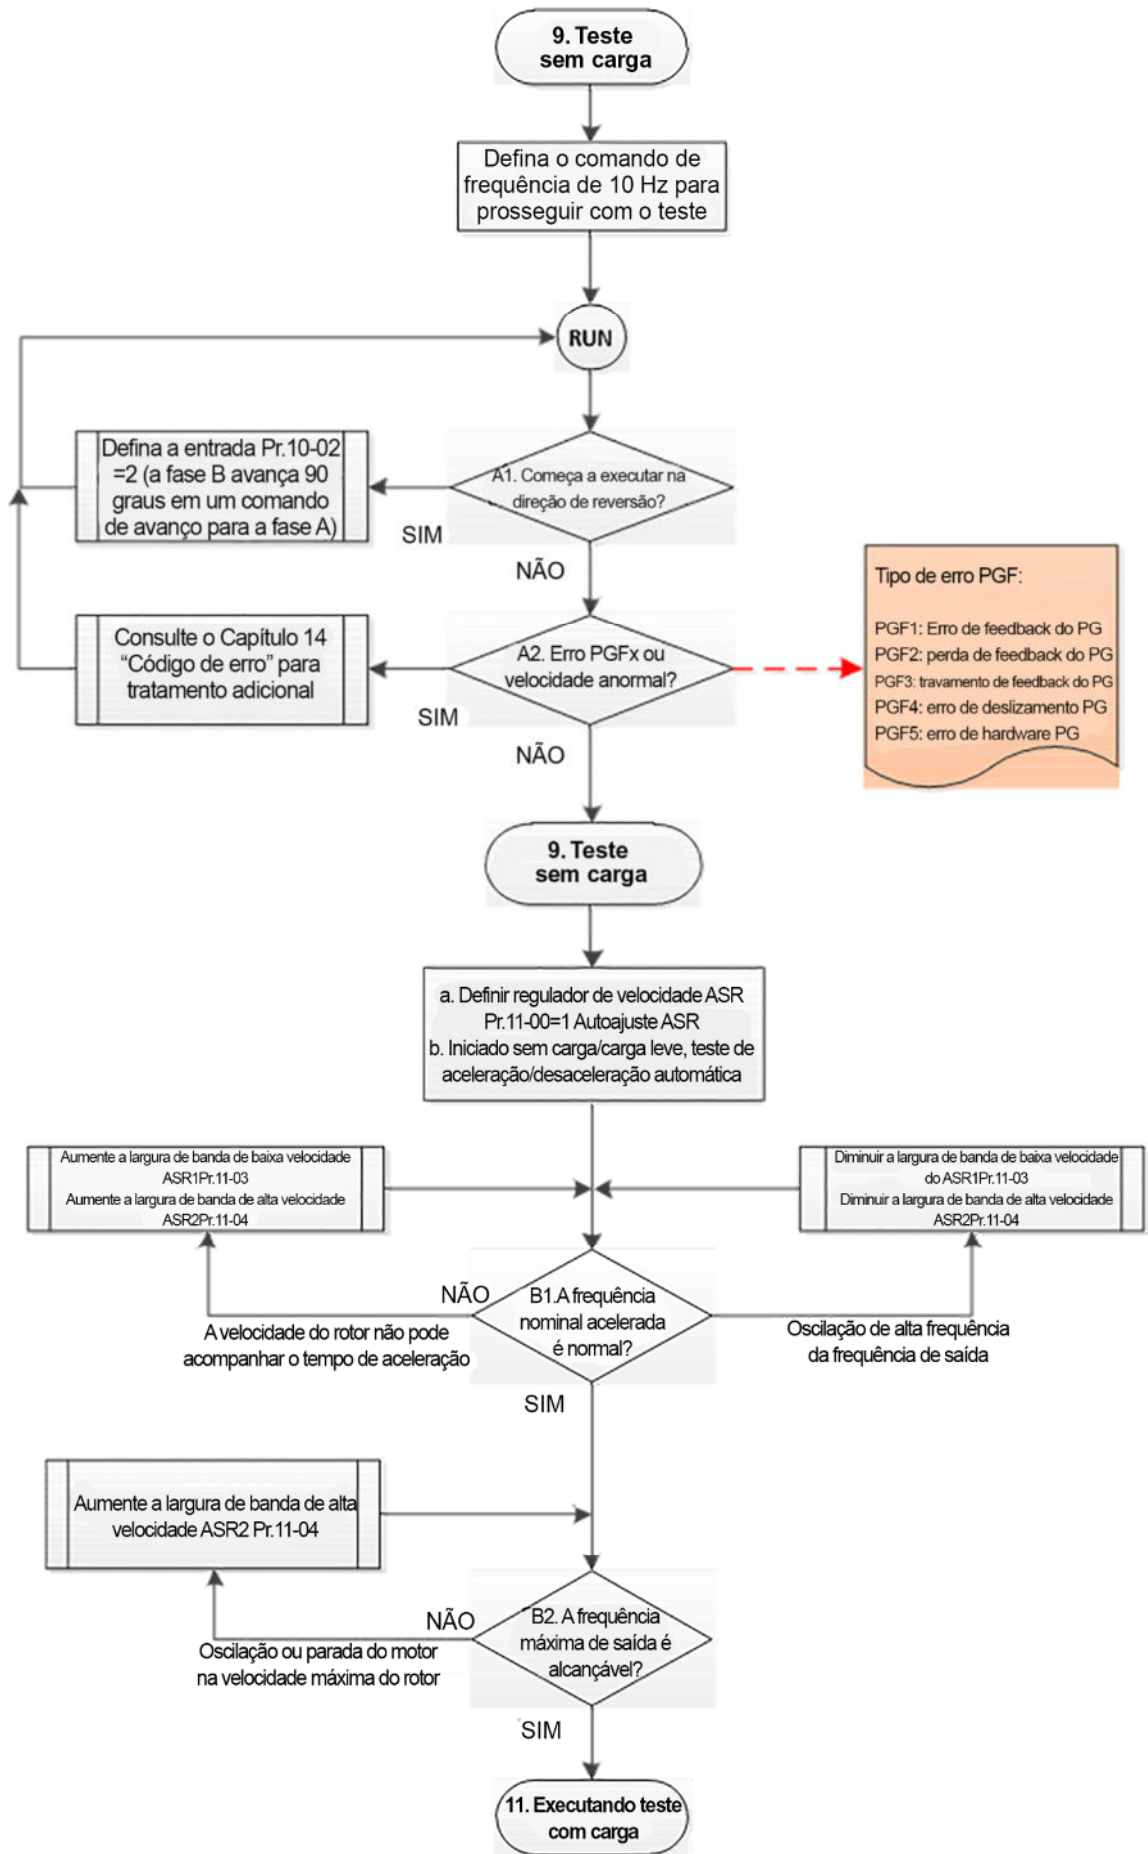 9. Teste
sem carga
Defina o comando de
frequência de 10 Hz para
prosseguir com o teste
RUN
Defina a entrada Pr.10-02
=2 (a fase B avança 90
graus em um comando
de avanço para a fase A)
A1. Começa a executar na
direção de reversão?
SIM
NÃO
Consulte o Capítulo 14
“Código de erro” para
tratamento adicional
A2. Erro PGFx ou
velocidade anormal?
SIM
NÃO
Tipo de erro PGF:
PGF1: Erro de feedback do PG
PGF2: perda de feedback do PG
PGF3: travamento de feedback do PG
PGF4: erro de deslizamento PG
PGF5: erro de hardware PG
9. Teste
sem carga
a. Definir regulador de velocidade ASR
Pr.11-00=1 Autoajuste ASR
b. Iniciado sem carga/carga leve, teste de
aceleração/desaceleração automática
Aumente a largura de banda de baixa velocidade
ASR1Pr.11-03
Aumente a largura de banda de alta velocidade
ASR2Pr.11-04
Diminuir a largura de banda de baixa velocidade
do ASR1Pr.11-03
Diminuir a largura de banda de alta velocidade
ASR2Pr.11-04
NÃO
B1.A frequência
nominal acelerada
é normal?
A velocidade do rotor não pode
acompanhar o tempo de aceleração
Oscilação de alta frequência
da frequência de saída
SIM
Aumente a largura de banda de alta
velocidade ASR2 Pr.11-04
NÃO
B2. A frequência
máxima de saída é
alcançável?
Oscilação ou parada do motor
na velocidade máxima do rotor
SIM
11. Executando teste
com carga